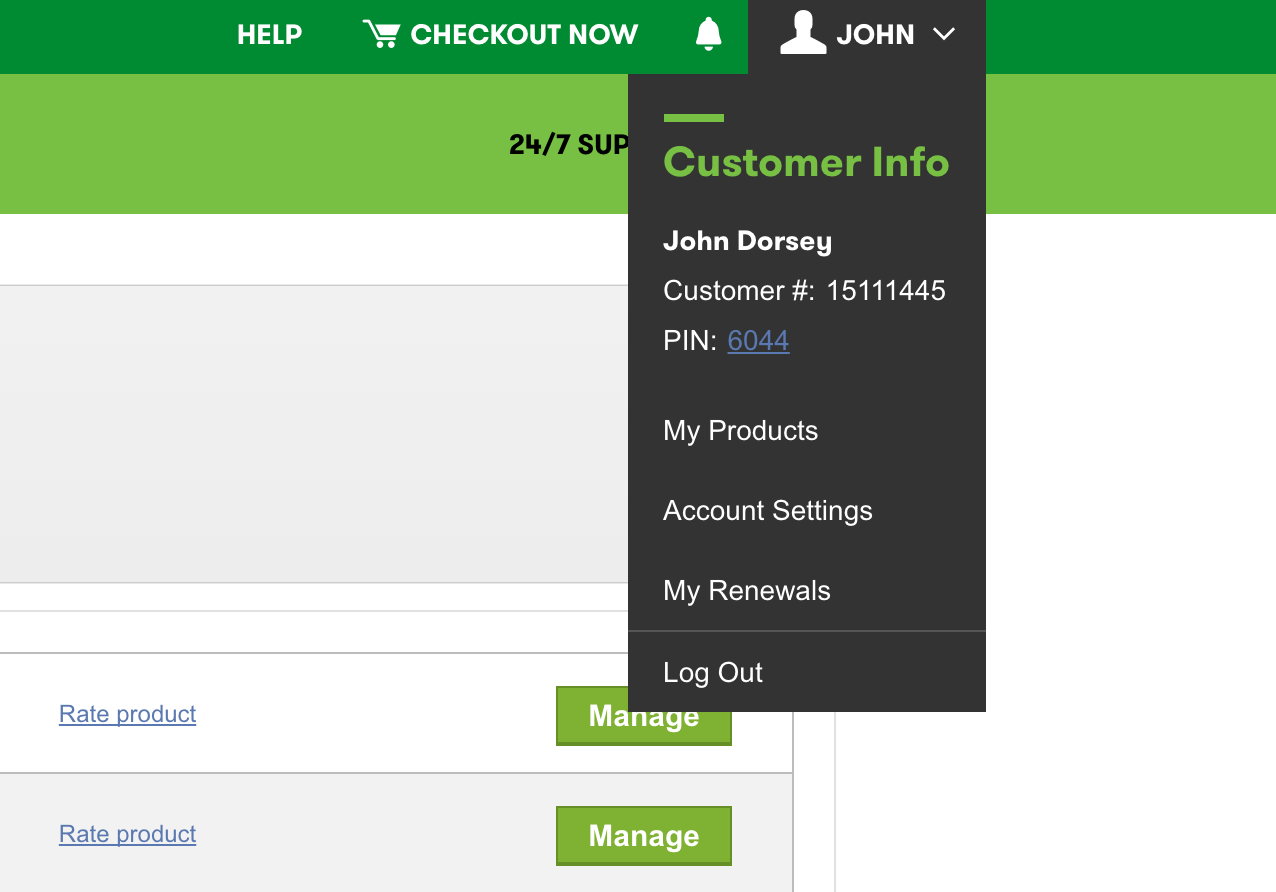 HELP
CHECKOUT NOW
JOHN
24/7 SUP
Customer Info
John Dorsey
Customer #: 15111445
PIN: 6044
My Products
Account Settings
My Renewals
Log Out
Rate product
Manage
Rate product
Manage